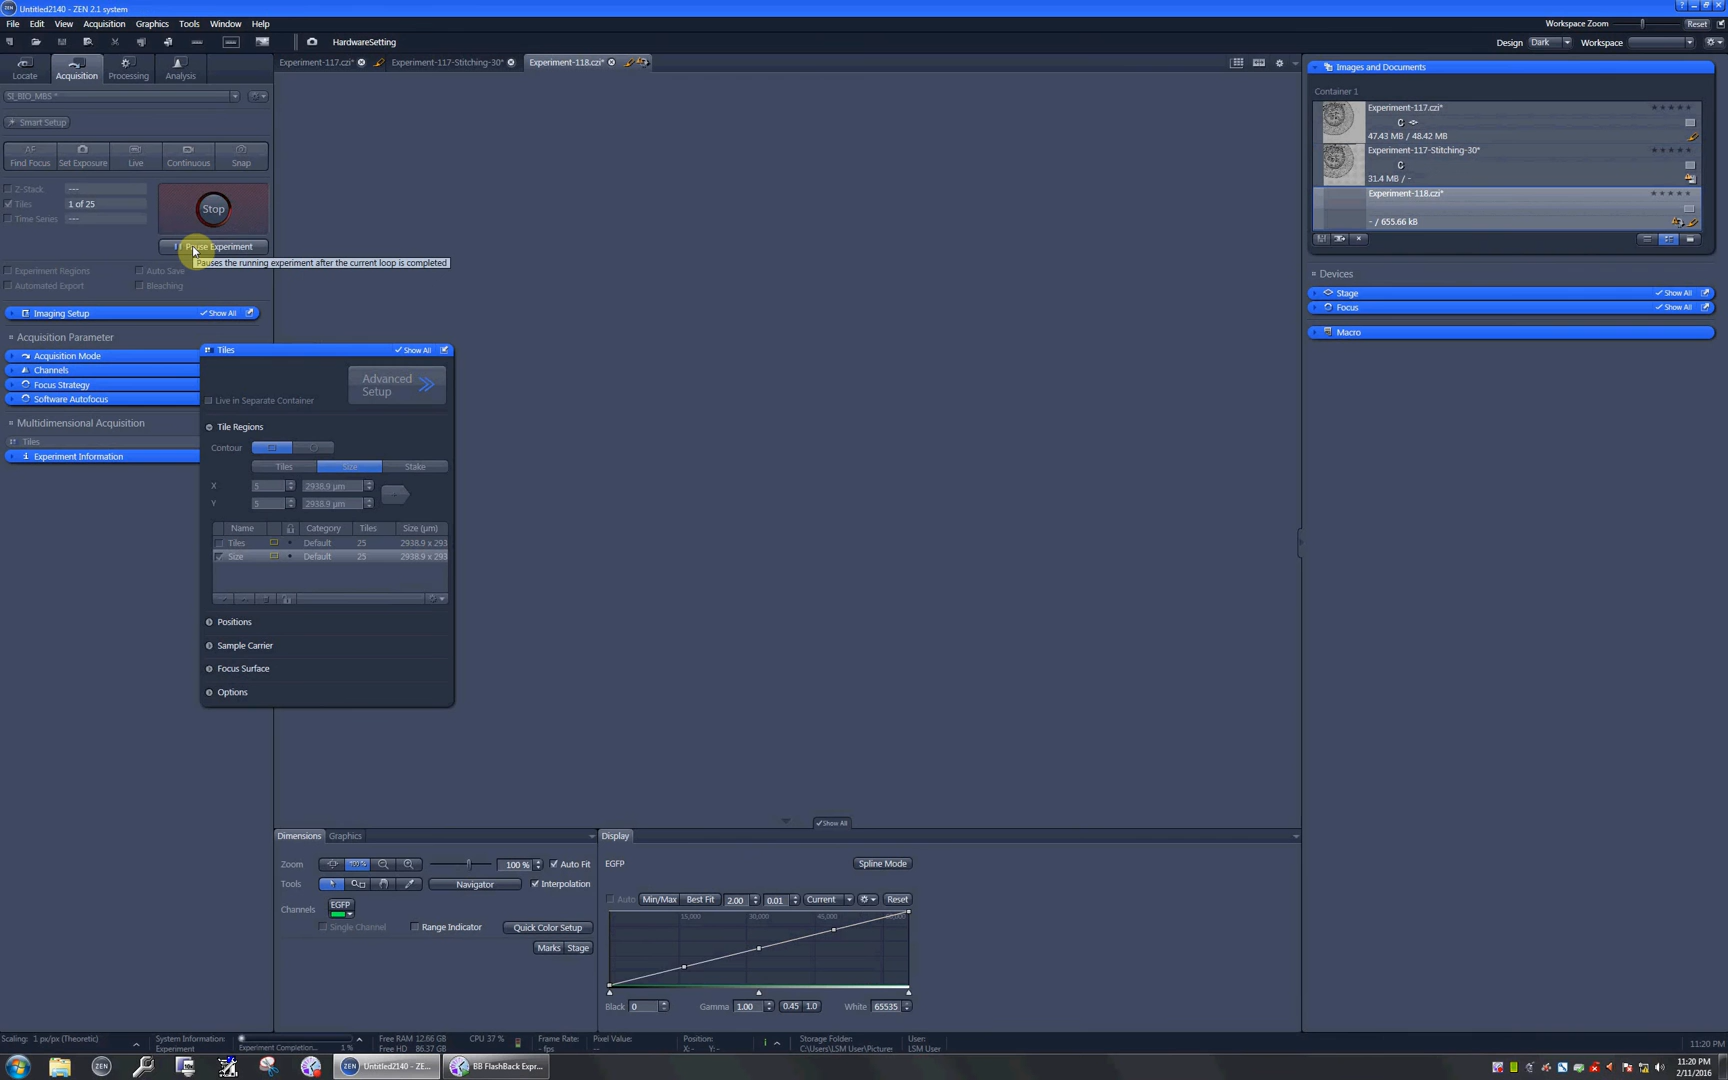 Untitled2140 - ZEN 2.1 system
File Edit View Acquisition Graphics Tools Window Help
Workspace Zoom Reset
HardwareSetting
Design Dark Workspace
Locate Acquisition Processing Analysis
Experiment-117.czi* Experiment-117-Stitching-30* Experiment-118.czi*
Images and Documents
SI_BIO_MBS *
Container 1
Smart Setup
Experiment-117.czi*
47.43 MB / 48.42 MB
Experiment-117-Stitching-30*
31.4 MB / -
Experiment-118.czi*
- / 655.66 kB
AF
Find Focus Set Exposure Live Continuous Snap
Z-Stack ---
Tiles 1 of 25
Time Series ---
Stop
Pause Experiment
Pauses the running experiment after the current loop is completed
Experiment Regions Auto Save
Automated Export Bleaching
Devices
Stage Show All
Focus Show All
Macro
Imaging Setup Show All
Acquisition Parameter
Acquisition Mode
Channels
Focus Strategy
Software Autofocus
Multidimensional Acquisition
Tiles
Experiment Information
Tiles Show All
Advanced
Setup
Live in Separate Container
Tile Regions
Contour
Tiles Size Stake
X 5 2938.9 µm
Y 5 2938.9 µm
Name Category Tiles Size (µm)
Tiles Default 25 2938.9 x 293
Size Default 25 2938.9 x 293
Positions
Sample Carrier
Focus Surface
Options
Show All
Dimensions Graphics
Display
Zoom 100% 100 % Auto Fit
Tools Navigator Interpolation
Channels EGFP
Single Channel Range Indicator Quick Color Setup
Marks Stage
EGFP Spline Mode
Auto Min/Max Best Fit 2.00 0.01 Current Reset
15,000 30,000 45,000
Black 0 Gamma 1.00 0.45 1.0 White 65535
Scaling: 1 px/px (Theoretic) System Information: Free RAM 12.66 GB CPU 37 % Frame Rate: Pixel Value: Position: Storage Folder: User:
Experiment Experiment Completion... 1 % Free HD 86.37 GB - fps --- X:- Y:- C:\Users\LSM User\Picture: LSM User
11:20 PM
ZEN
Untitled2140 - ZEN ...
BB FlashBack Expr...
11:20 PM
2/11/2016